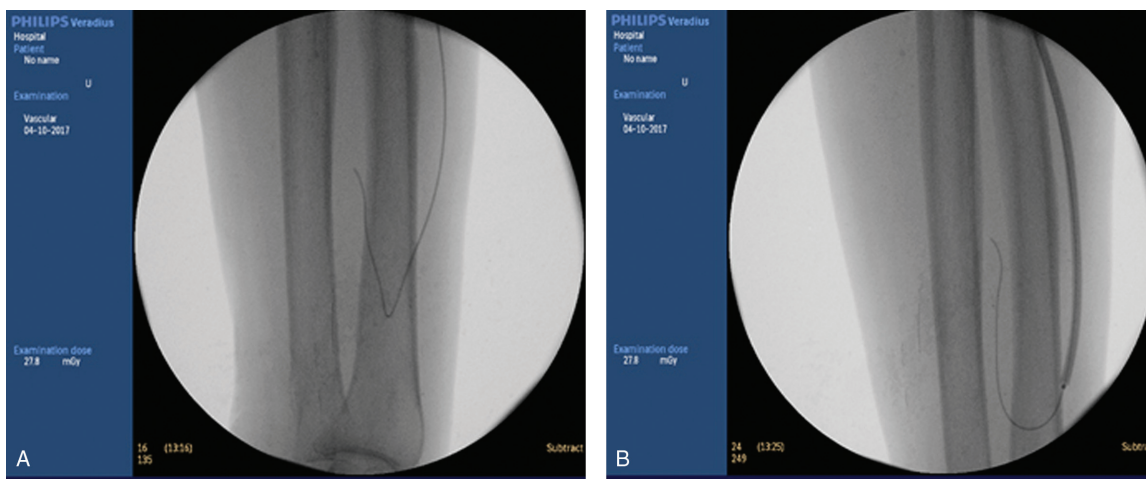 PHILIPS Veradius
Hospital
Patient
No name
U
Examination
Vascular
04-10-2017
Examination dose
27.8 mGy
16 (13:16)
135
Subtract
A
PHILIPS Veradius
Hospital
Patient
No name
U
Examination
Vascular
04-10-2017
Examination dose
27.8 mGy
24 (13:25)
249
Subtra
B